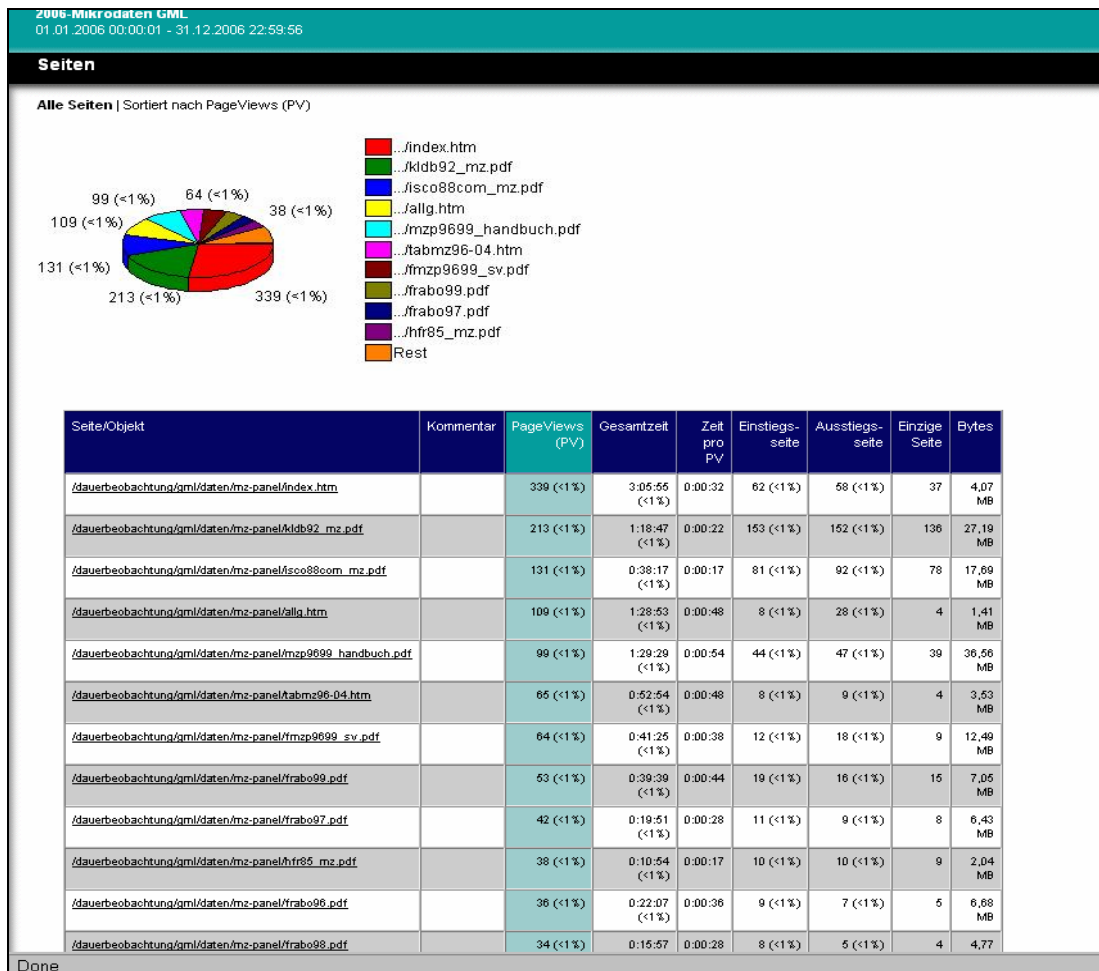 2006-Mikrodaten GML
01.01.2006 00:00:01 - 31.12.2006 22:59:56
Seiten
Alle Seiten | Sortiert nach PageViews (PV)
99 (<1%)
64 (<1%)
38 (<1%)
109 (<1%)
131 (<1%)
213 (<1%)
339 (<1%)
.../index.htm
.../kldb92_mz.pdf
.../isco88com_mz.pdf
.../allg.htm
.../mzp9699_handbuch.pdf
.../tabmz96-04.htm
.../fmzp9699_sv.pdf
.../frabo99.pdf
.../frabo97.pdf
.../hfr85_mz.pdf
Rest
Seite/Objekt Kommentar PageViews (PV) Gesamtzeit Zeit pro PV Einstiegs-seite Ausstiegs-seite Einzige Seite Bytes
/dauerbeobachtung/gml/daten/mz-panel/index.htm 339 (<1%) 3:05:55 (<1%) 0:00:32 62 (<1%) 58 (<1%) 37 4,07 MB
/dauerbeobachtung/gml/daten/mz-panel/kldb92_mz.pdf 213 (<1%) 1:18:47 (<1%) 0:00:22 153 (<1%) 152 (<1%) 136 27,19 MB
/dauerbeobachtung/gml/daten/mz-panel/isco88com_mz.pdf 131 (<1%) 0:38:17 (<1%) 0:00:17 81 (<1%) 92 (<1%) 78 17,69 MB
/dauerbeobachtung/gml/daten/mz-panel/allg.htm 109 (<1%) 1:28:53 (<1%) 0:00:48 8 (<1%) 28 (<1%) 4 1,41 MB
/dauerbeobachtung/gml/daten/mz-panel/mzp9699_handbuch.pdf 99 (<1%) 1:29:29 (<1%) 0:00:54 44 (<1%) 47 (<1%) 39 36,56 MB
/dauerbeobachtung/gml/daten/mz-panel/tabmz96-04.htm 65 (<1%) 0:52:54 (<1%) 0:00:48 8 (<1%) 9 (<1%) 4 3,53 MB
/dauerbeobachtung/gml/daten/mz-panel/fmzp9699_sv.pdf 64 (<1%) 0:41:25 (<1%) 0:00:38 12 (<1%) 18 (<1%) 9 12,49 MB
/dauerbeobachtung/gml/daten/mz-panel/frabo99.pdf 53 (<1%) 0:39:39 (<1%) 0:00:44 19 (<1%) 16 (<1%) 15 7,05 MB
/dauerbeobachtung/gml/daten/mz-panel/frabo97.pdf 42 (<1%) 0:19:51 (<1%) 0:00:28 11 (<1%) 9 (<1%) 8 6,43 MB
/dauerbeobachtung/gml/daten/mz-panel/hfr85_mz.pdf 38 (<1%) 0:10:54 (<1%) 0:00:17 10 (<1%) 10 (<1%) 9 2,04 MB
/dauerbeobachtung/gml/daten/mz-panel/frabo96.pdf 36 (<1%) 0:22:07 (<1%) 0:00:36 9 (<1%) 7 (<1%) 5 6,68 MB
/dauerbeobachtung/gml/daten/mz-panel/frabo98.pdf 34 (<1%) 0:15:57 0:00:28 8 (<1%) 5 (<1%) 4 4,77
Done